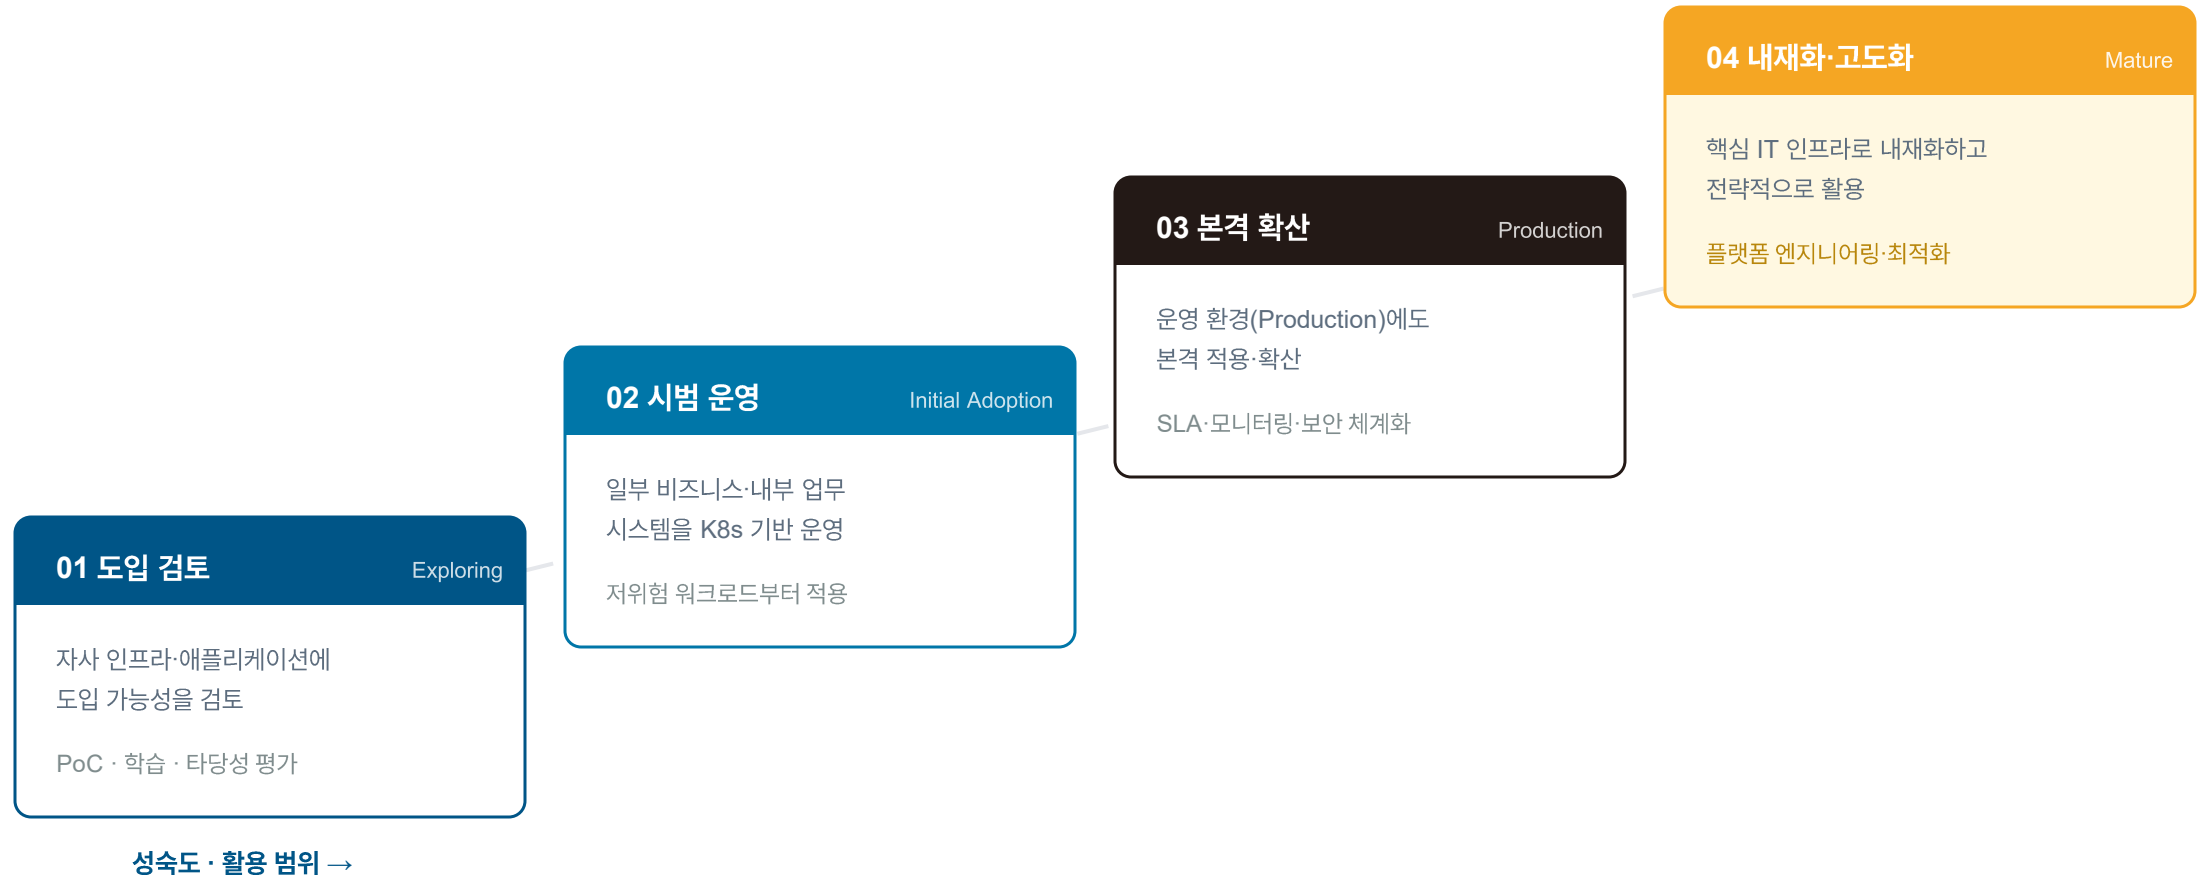 01 도입 검토
Exploring
자사 인프라·애플리케이션에
도입 가능성을 검토
PoC · 학습 · 타당성 평가
02 시범 운영
Initial Adoption
일부 비즈니스·내부 업무
시스템을 K8s 기반 운영
저위험 워크로드부터 적용
03 본격 확산
Production
운영 환경(Production)에도
본격 적용·확산
SLA·모니터링·보안 체계화
04 내재화·고도화
Mature
핵심 IT 인프라로 내재화하고
전략적으로 활용
플랫폼 엔지니어링·최적화
성숙도 · 활용 범위 →